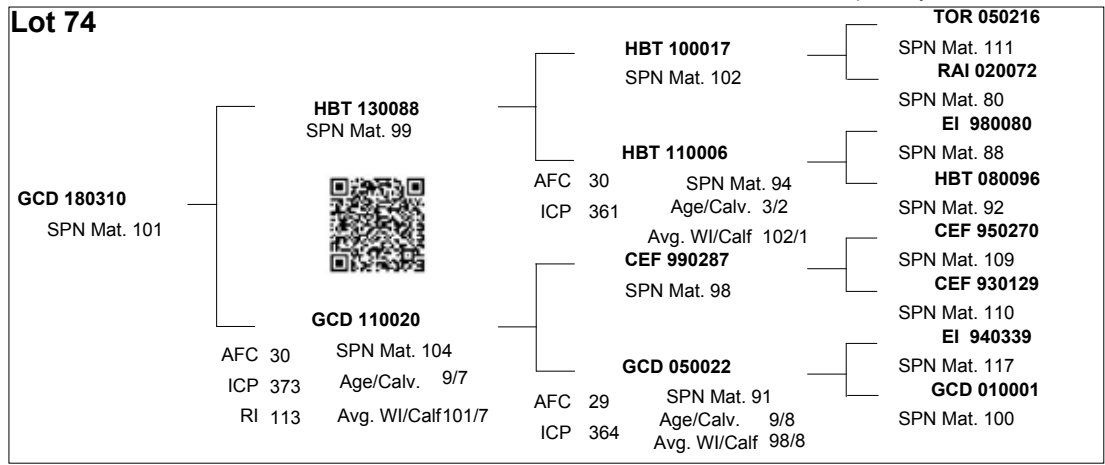 Lot 74
TOR 050216
HBT 100017
SPN Mat. 111
SPN Mat. 102
RAI 020072
HBT 130088
SPN Mat. 80
SPN Mat. 99
EI 980080
HBT 110006
SPN Mat. 88
AFC 30
SPN Mat. 94
HBT 080096
GCD 180310
ICP 361
Age/Calv. 3/2
SPN Mat. 92
SPN Mat. 101
Avg. WI/Calf 102/1
CEF 950270
CEF 990287
SPN Mat. 109
SPN Mat. 98
CEF 930129
GCD 110020
SPN Mat. 110
AFC 30
SPN Mat. 104
EI 940339
ICP 373
Age/Calv. 9/7
GCD 050022
SPN Mat. 117
RI 113
Avg. WI/Calf101/7
AFC 29
SPN Mat. 91
GCD 010001
Age/Calv. 9/8
SPN Mat. 100
ICP 364
Avg. WI/Calf 98/8